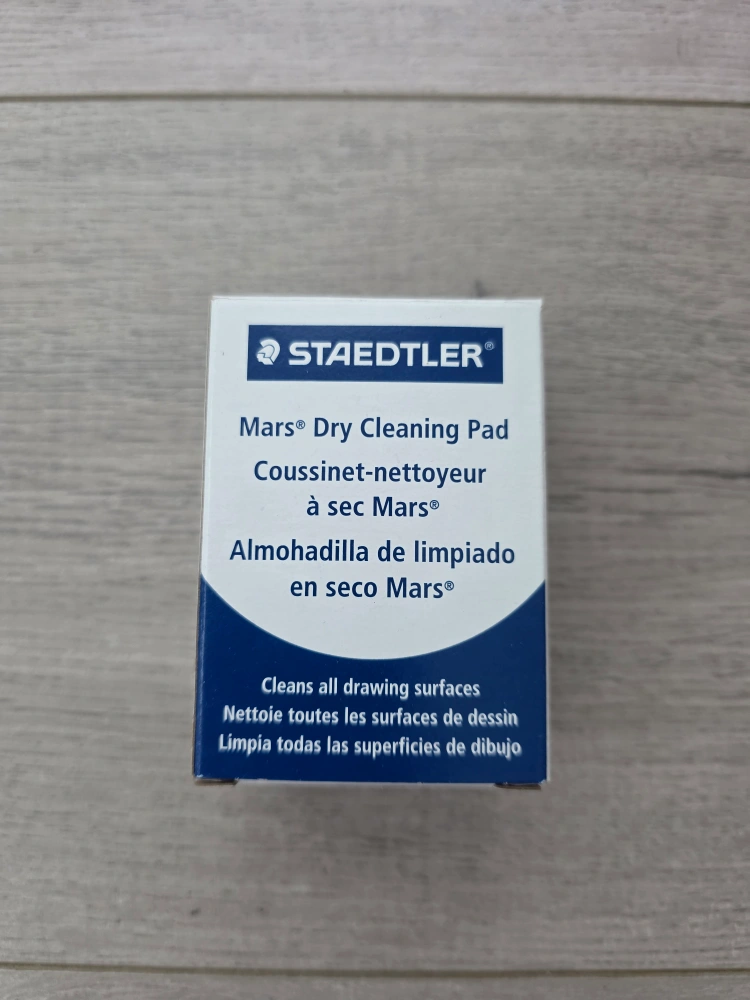 STAEDTLER®
Mars® Dry Cleaning Pad
Coussinet-nettoyeur
à sec Mars®
Almohadilla de limpiado
en seco Mars®
Cleans all drawing surfaces
Nettoie toutes les surfaces de dessin
Limpia todas las superficies de dibujo